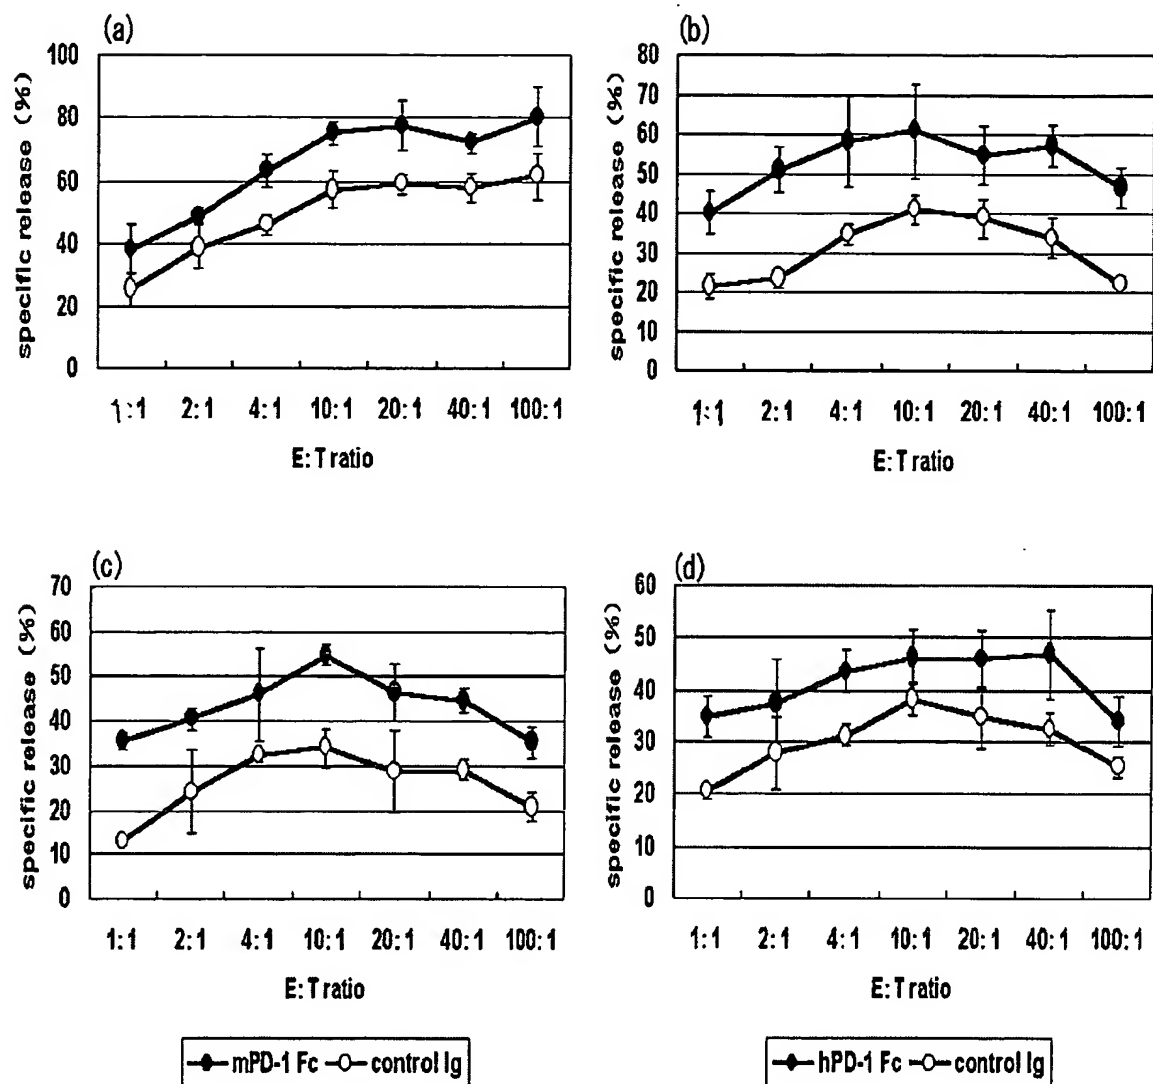 (a)
specific release (%)
100
80
60
40
20
0
1:1 2:1 4:1 10:1 20:1 40:1 100:1
E:T ratio
(b)
specific release (%)
80
70
60
50
40
30
20
10
0
1:1 2:1 4:1 10:1 20:1 40:1 100:1
E:T ratio
(c)
specific release (%)
70
60
50
40
30
20
10
0
1:1 2:1 4:1 10:1 20:1 40:1 100:1
E:T ratio
mPD-1 Fc control Ig
(d)
specific release (%)
60
50
40
30
20
10
0
1:1 2:1 4:1 10:1 20:1 40:1 100:1
E:T ratio
hPD-1 Fc control Ig